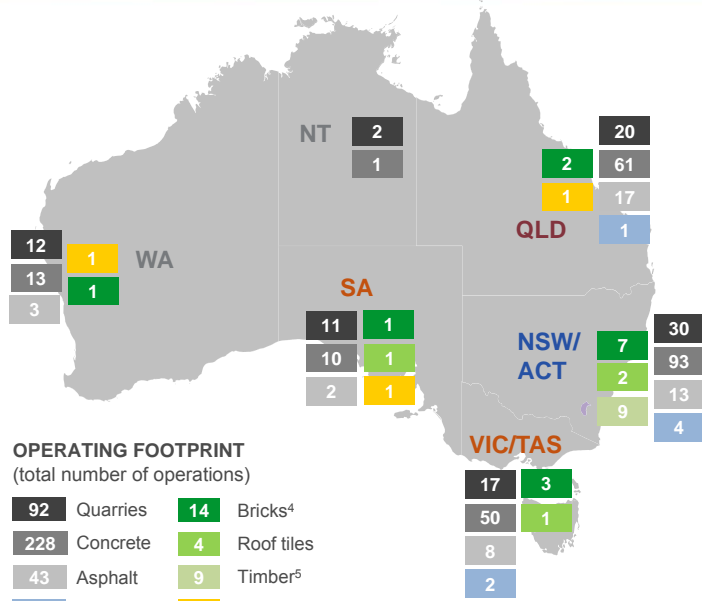 NT
2
1
20
2
61
1
17
QLD
1
12
1
WA
13
1
3
SA
11
1
10
1
2
1
NSW/
ACT
30
7
93
2
13
9
4
VIC/TAS
17
3
50
1
8
2
OPERATING FOOTPRINT
(total number of operations)
92 Quarries 14 Bricks⁴
228 Concrete 4 Roof tiles
43 Asphalt 9 Timber⁵